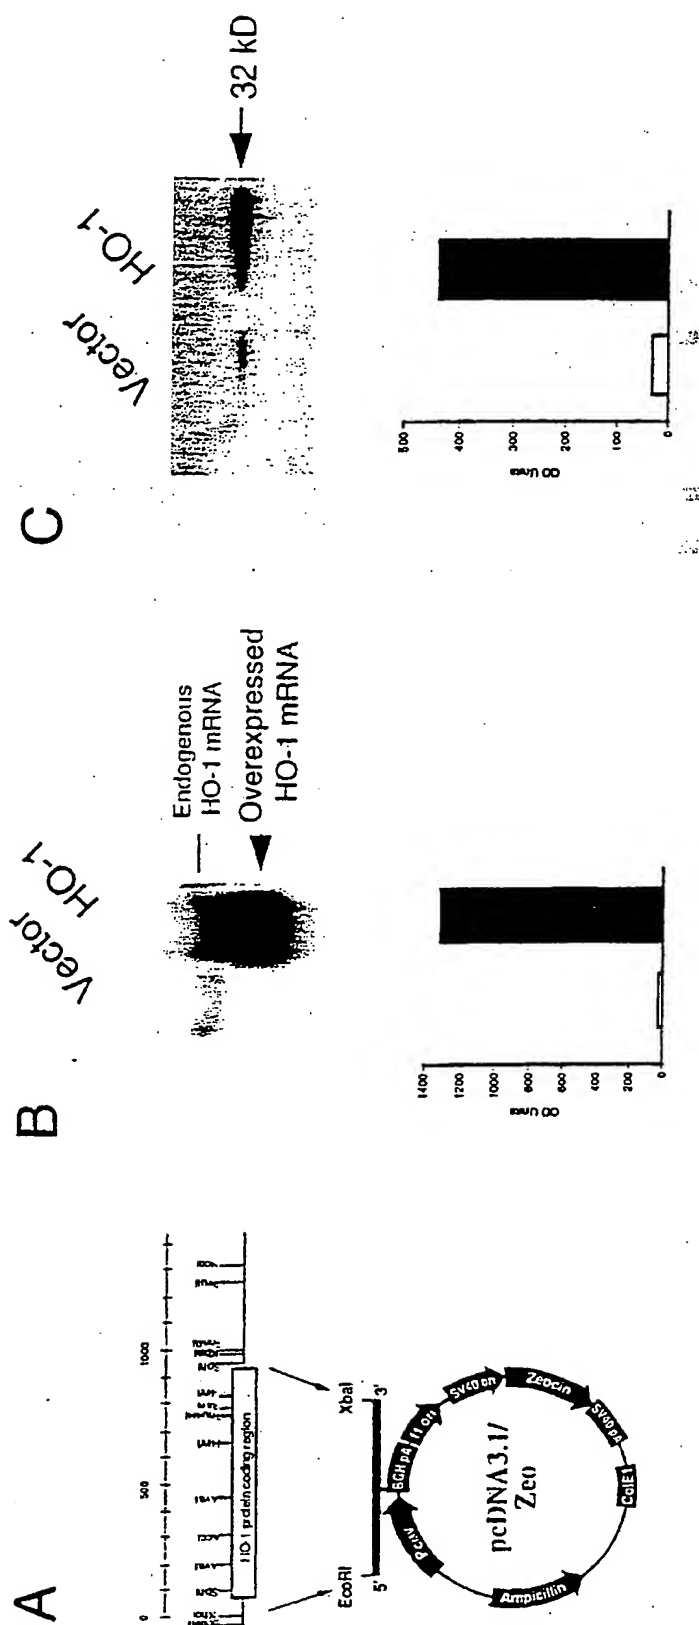 A
0
500
1000
HO-1 protein coding region
EcoRI
XbaI
5'
3'
PCMV
BGH pA
f1 ori
SV40 ori
Zeocin
SV40 pA
ColE1
Ampicillin
pcDNA3.1/
Zeo
B
Vector
HO-1
Endogenous
HO-1 mRNA
Overexpressed
HO-1 mRNA
OD Units
1400
1200
1000
800
600
400
200
0
C
Vector
HO-1
32 kD
OD Units
500
400
300
200
100
0